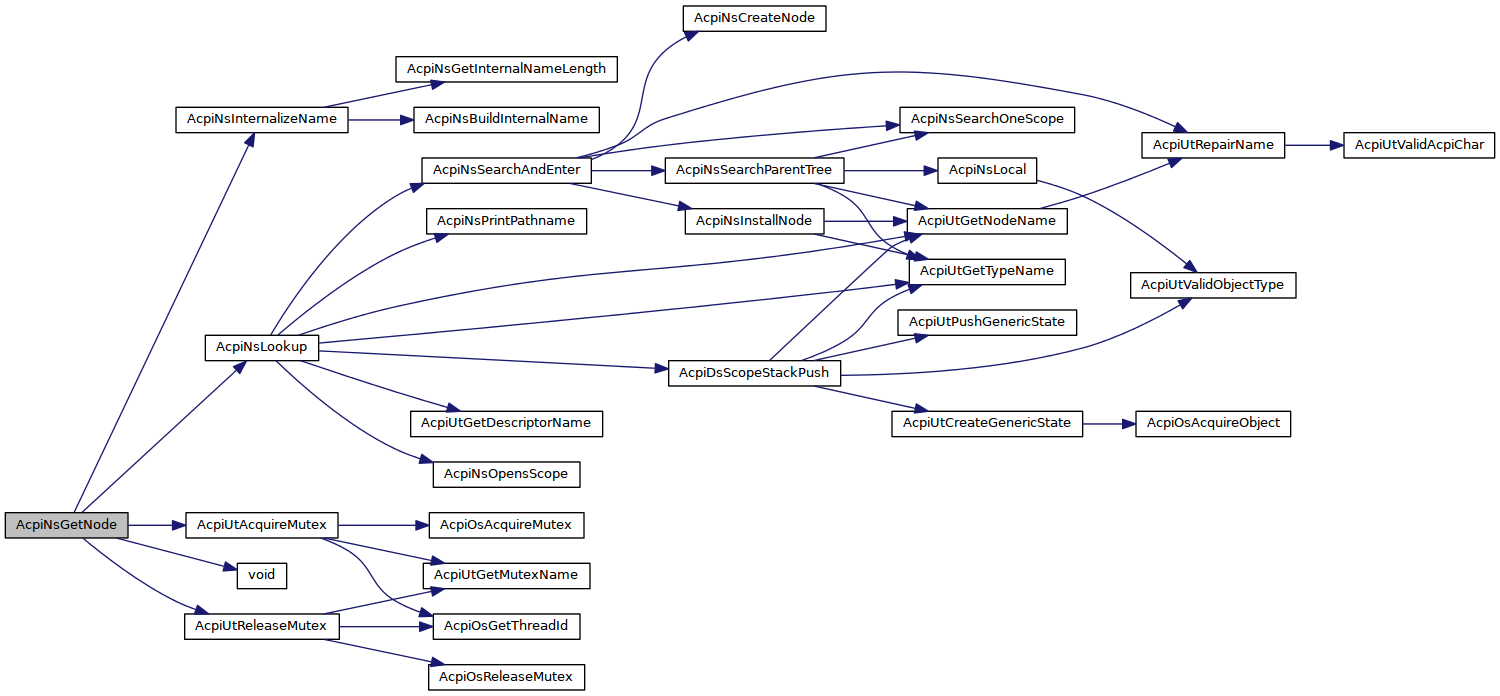 AcpiNsCreateNode
AcpiNsGetInternalNameLength
AcpiNsInternalizeName
AcpiNsBuildInternalName
AcpiNsSearchOneScope
AcpiUtRepairName
AcpiUtValidAcpiChar
AcpiNsSearchAndEnter
AcpiNsSearchParentTree
AcpiNsLocal
AcpiNsPrintPathname
AcpiNsInstallNode
AcpiUtGetNodeName
AcpiUtGetTypeName
AcpiUtValidObjectType
AcpiUtPushGenericState
AcpiNsLookup
AcpiDsScopeStackPush
AcpiUtGetDescriptorName
AcpiUtCreateGenericState
AcpiOsAcquireObject
AcpiNsOpensScope
AcpiNsGetNode
AcpiUtAcquireMutex
AcpiOsAcquireMutex
void
AcpiUtGetMutexName
AcpiUtReleaseMutex
AcpiOsGetThreadId
AcpiOsReleaseMutex